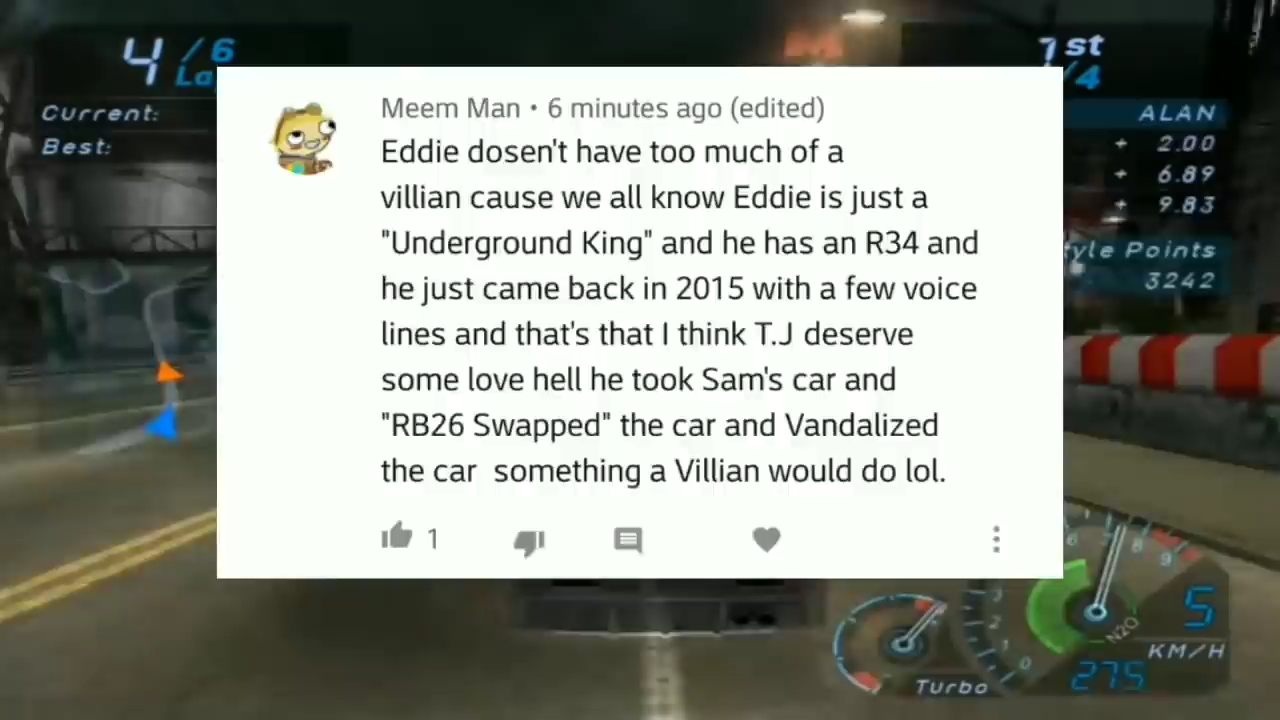 4 / 6
La
1st
/4
Current:
Best:
ALAN
+ 2.00
+ 6.89
+ 9.83
tyle Points
3242
Meem Man • 6 minutes ago (edited)
Eddie dosen't have too much of a
villian cause we all know Eddie is just a
"Underground King" and he has an R34 and
he just came back in 2015 with a few voice
lines and that's that I think T.J deserve
some love hell he took Sam's car and
"RB26 Swapped" the car and Vandalized
the car  something a Villian would do lol.
1
5
KM/H
275
N2O
Turbo